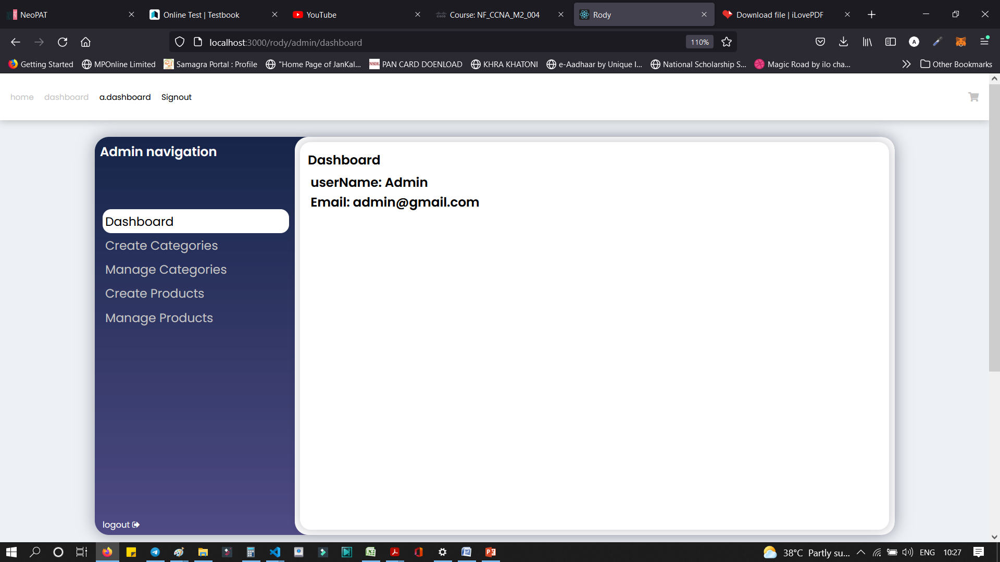 NeoPAT
Online Test | Testbook
YouTube
Course: NF_CCNA_M2_004
Rody
Download file | iLovePDF
localhost:3000/rody/admin/dashboard
110%
A
Getting Started
MPOnline Limited
Samagra Portal : Profile
"Home Page of JanKal...
PAN CARD DOENLOAD
KHRA KHATONI
e-Aadhaar by Unique I...
National Scholarship S...
Magic Road by ilo cha...
Other Bookmarks
home dashboard a.dashboard Signout
Admin navigation
Dashboard
Create Categories
Manage Categories
Create Products
Manage Products
logout
Dashboard
userName: Admin
Email: admin@gmail.com
38°C Partly su...
ENG
10:27